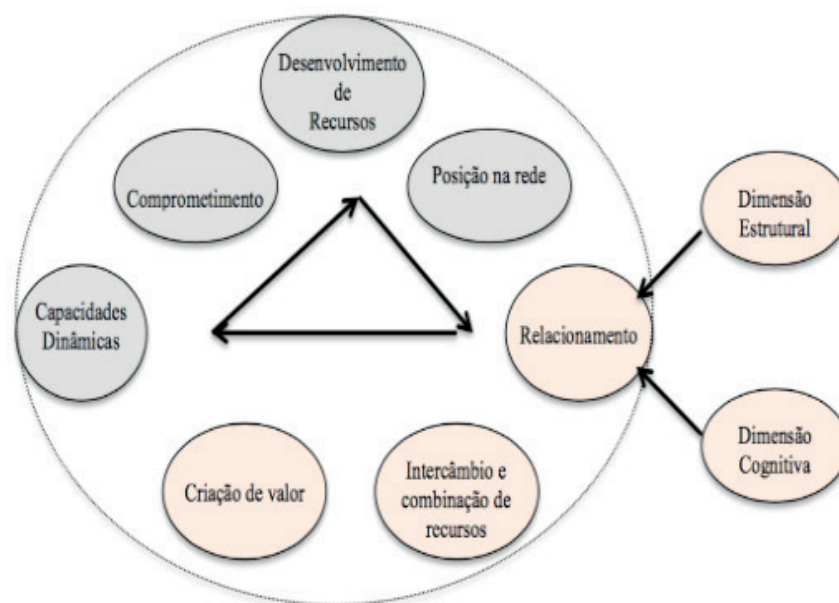 Desenvolvimento
de
Recursos
Comprometimento
Posição na rede
Dimensão
Estrutural
Capacidades
Dinâmicas
Relacionamento
Dimensão
Cognitiva
Criação de valor
Intercâmbio e
combinação de
recursos